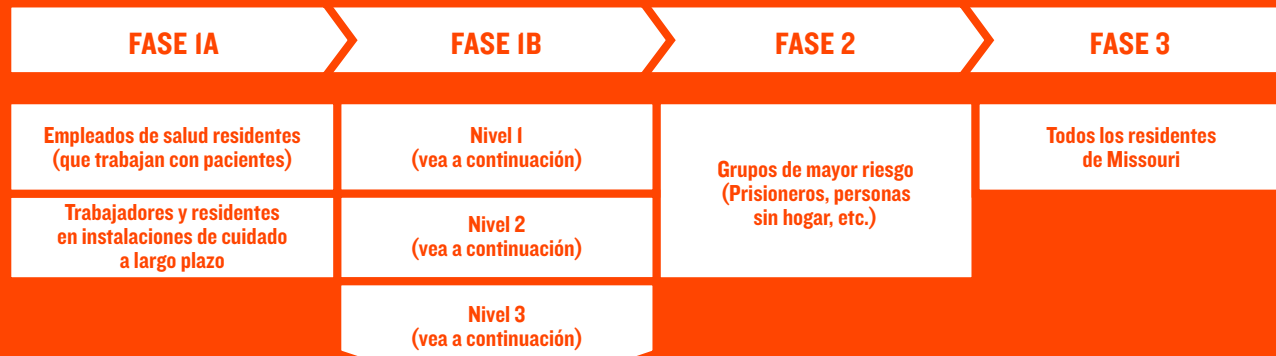 FASE 1A
FASE 1B
FASE 2
FASE 3
Empleados de salud residentes
(que trabajan con pacientes)
Trabajadores y residentes
en instalaciones de cuidado
a largo plazo
Nivel 1
(vea a continuación)
Nivel 2
(vea a continuación)
Nivel 3
(vea a continuación)
Grupos de mayor riesgo
(Prisioneros, personas
sin hogar, etc.)
Todos los residentes
de Missouri